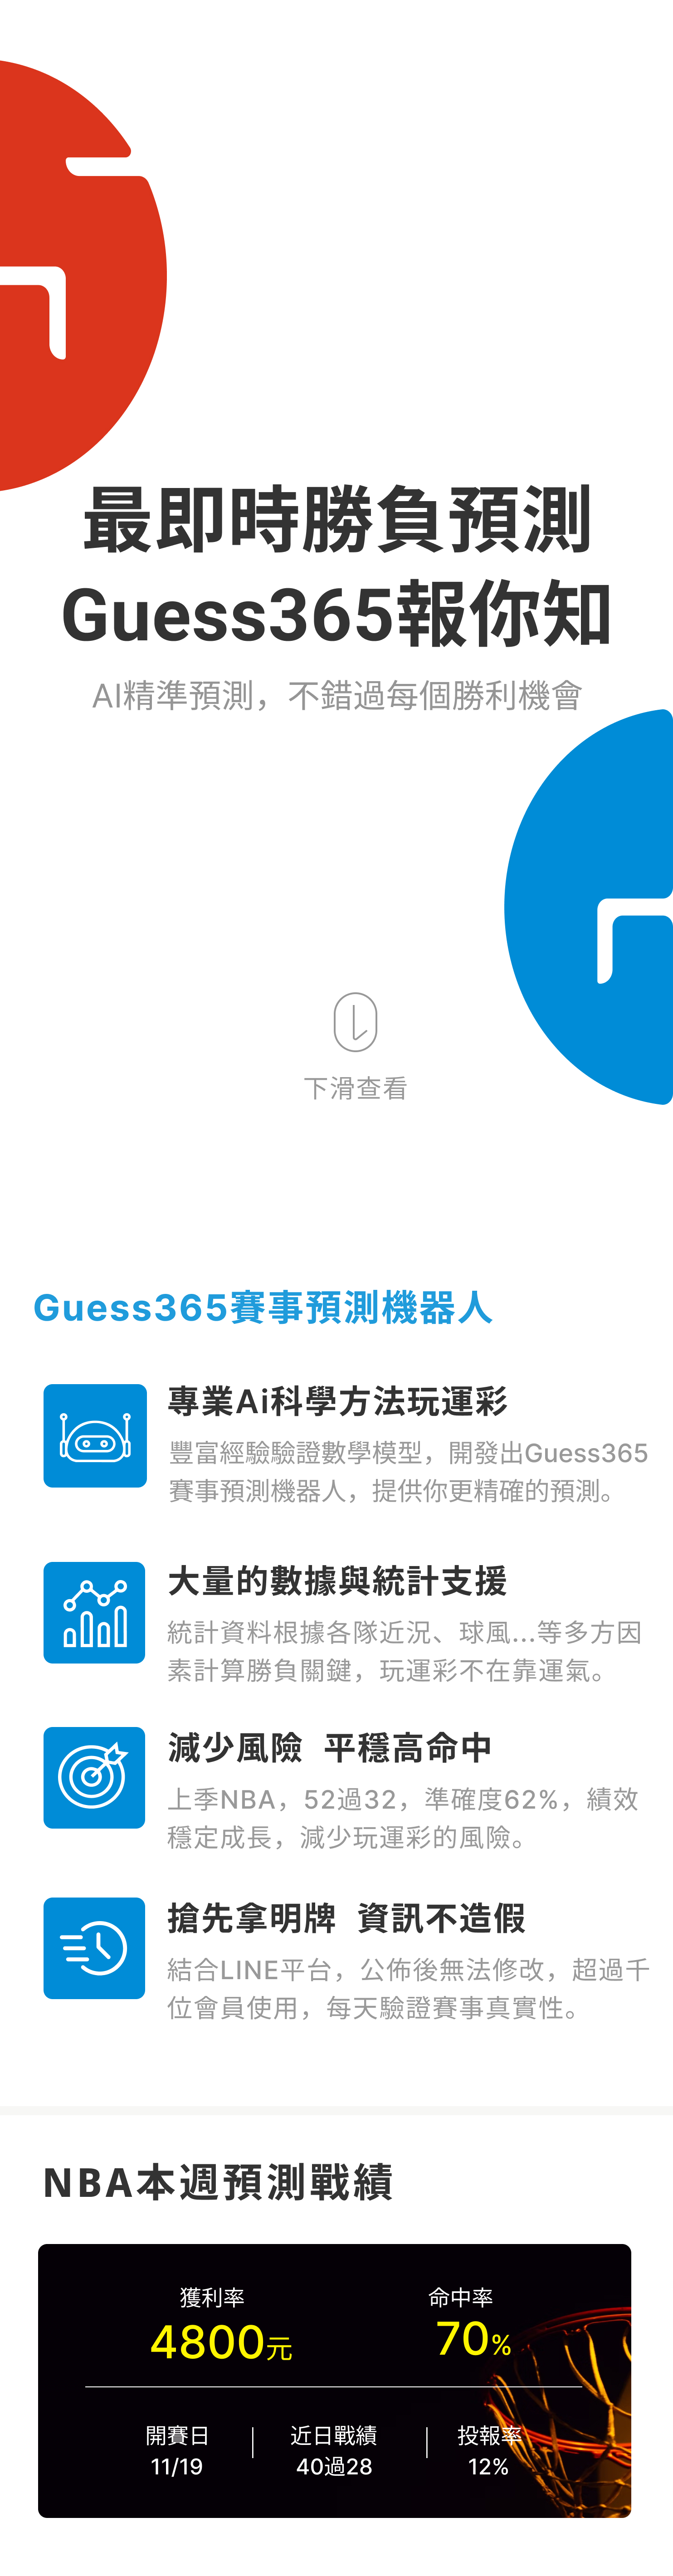 最即時勝負預測
Guess365報你知
AI精準預測，不錯過每個勝利機會
下滑查看
Guess365賽事預測機器人
專業Ai科學方法玩運彩
豐富經驗驗證數學模型，開發出Guess365
賽事預測機器人，提供你更精確的預測。
大量的數據與統計支援
統計資料根據各隊近況、球風...等多方因
素計算勝負關鍵，玩運彩不在靠運氣。
減少風險 平穩高命中
上季NBA，52過32，準確度62%，績效
穩定成長，減少玩運彩的風險。
搶先拿明牌 資訊不造假
結合LINE平台，公佈後無法修改，超過千
位會員使用，每天驗證賽事真實性。
NBA本週預測戰績
獲利率 命中率
4800元 70%
開賽日 近日戰績 投報率
11/19 40過28 12%